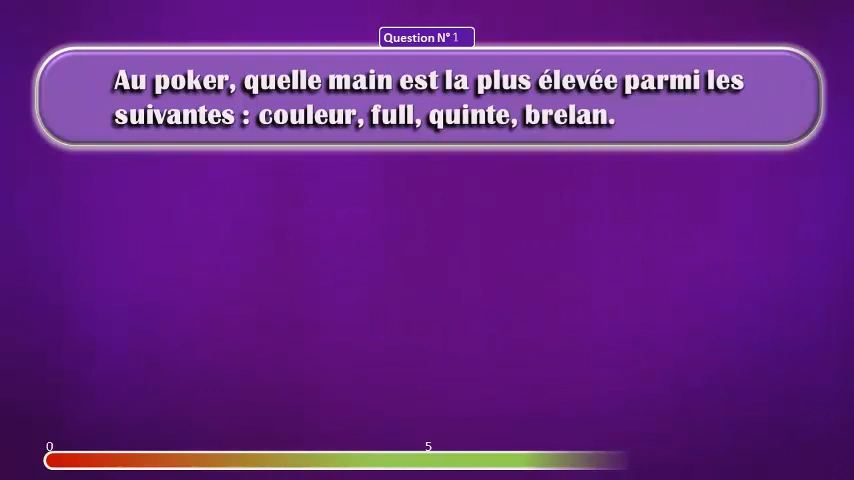 Question N° 1
Au poker, quelle main est la plus élevée parmi les
suivantes : couleur, full, quinte, brelan.
0 5